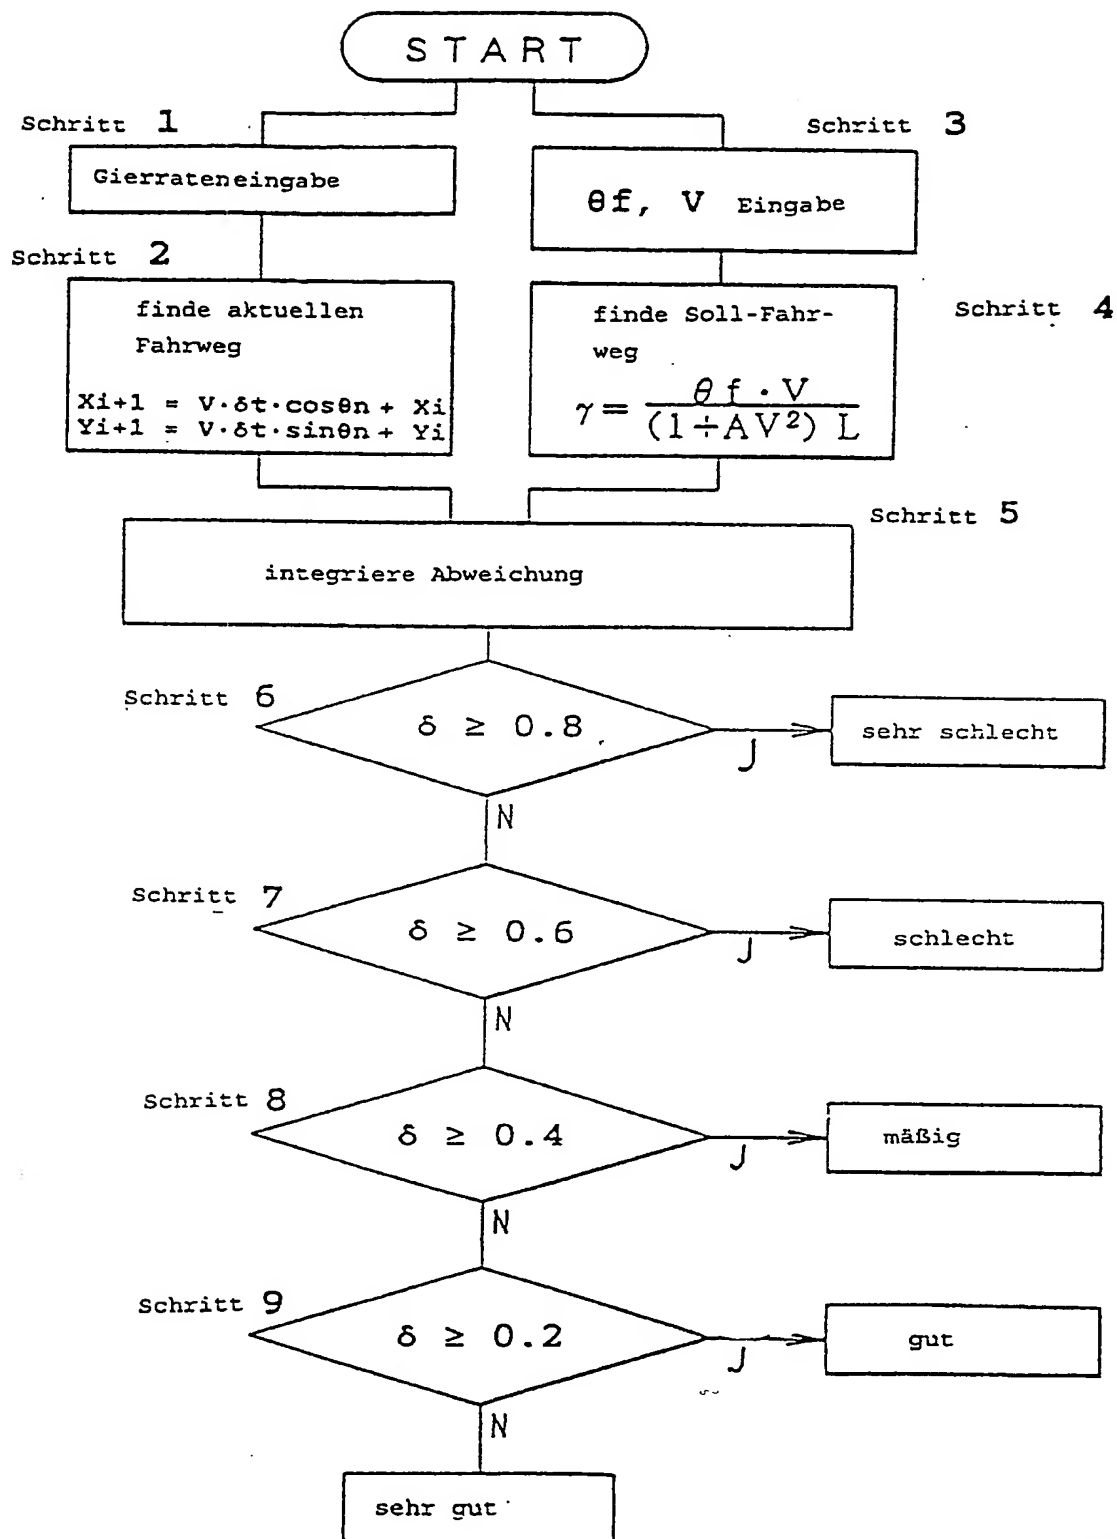 START
Schritt 1
Gierrateneingabe
Schritt 2
finde aktuellen
Fahrweg
Xi+1 = V·δt·cosθn + Xi
Yi+1 = V·δt·sinθn + Yi
Schritt 3
θf, V Eingabe
Schritt 4
finde Soll-Fahr-
weg
γ = θf · V / (1÷AV²) L
Schritt 5
integriere Abweichung
Schritt 6
δ ≥ 0.8
J
sehr schlecht
N
Schritt 7
δ ≥ 0.6
J
schlecht
N
Schritt 8
δ ≥ 0.4
J
mäßig
N
Schritt 9
δ ≥ 0.2
J
gut
N
sehr gut